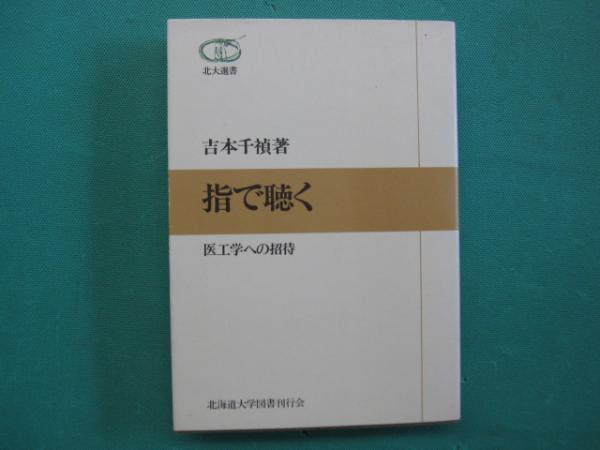 北大選書
吉本千禎著
指で聴く
医工学への招待
北海道大学図書刊行会